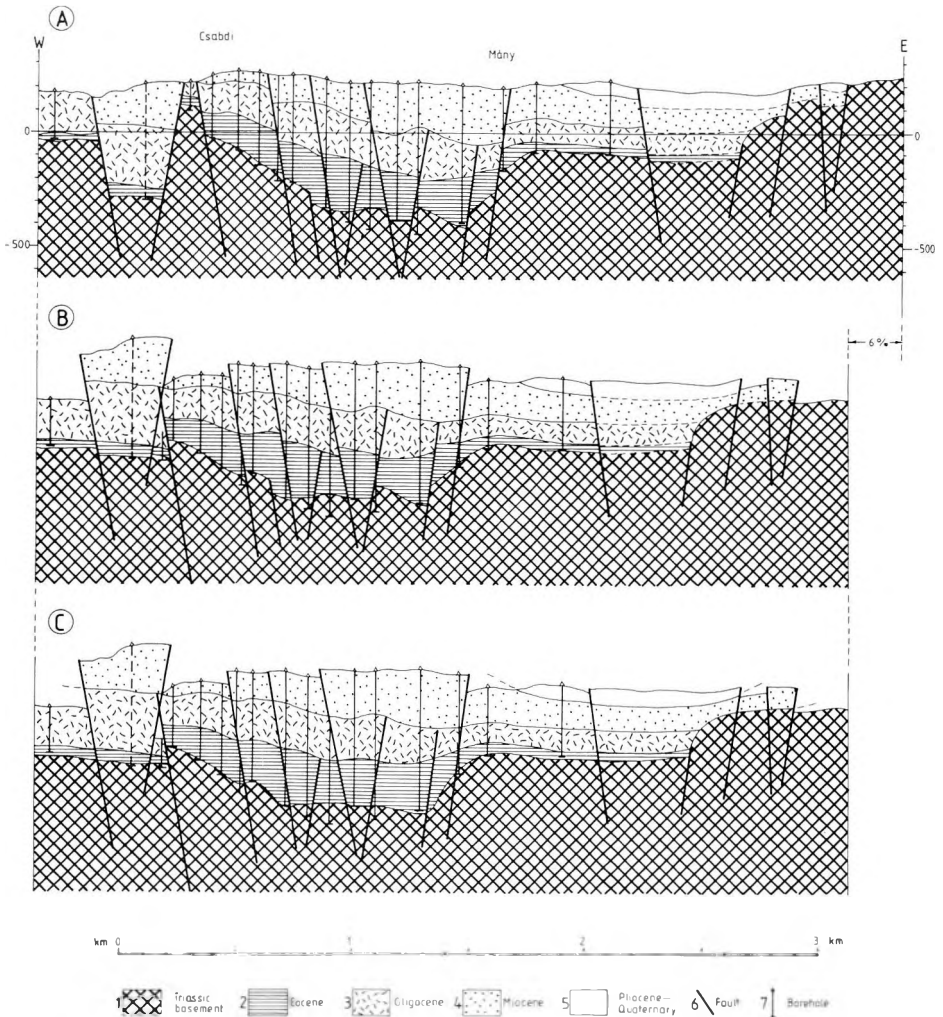 A
W
Csabdi
Mány
E
0
0
-500
-500
B
6 %
C
km 0 1 2 3 km
1 Triassic basement 2 Eocene 3 Oligocene 4 Miocene 5 Pliocene— Quaternary 6 Fault 7 Borehole